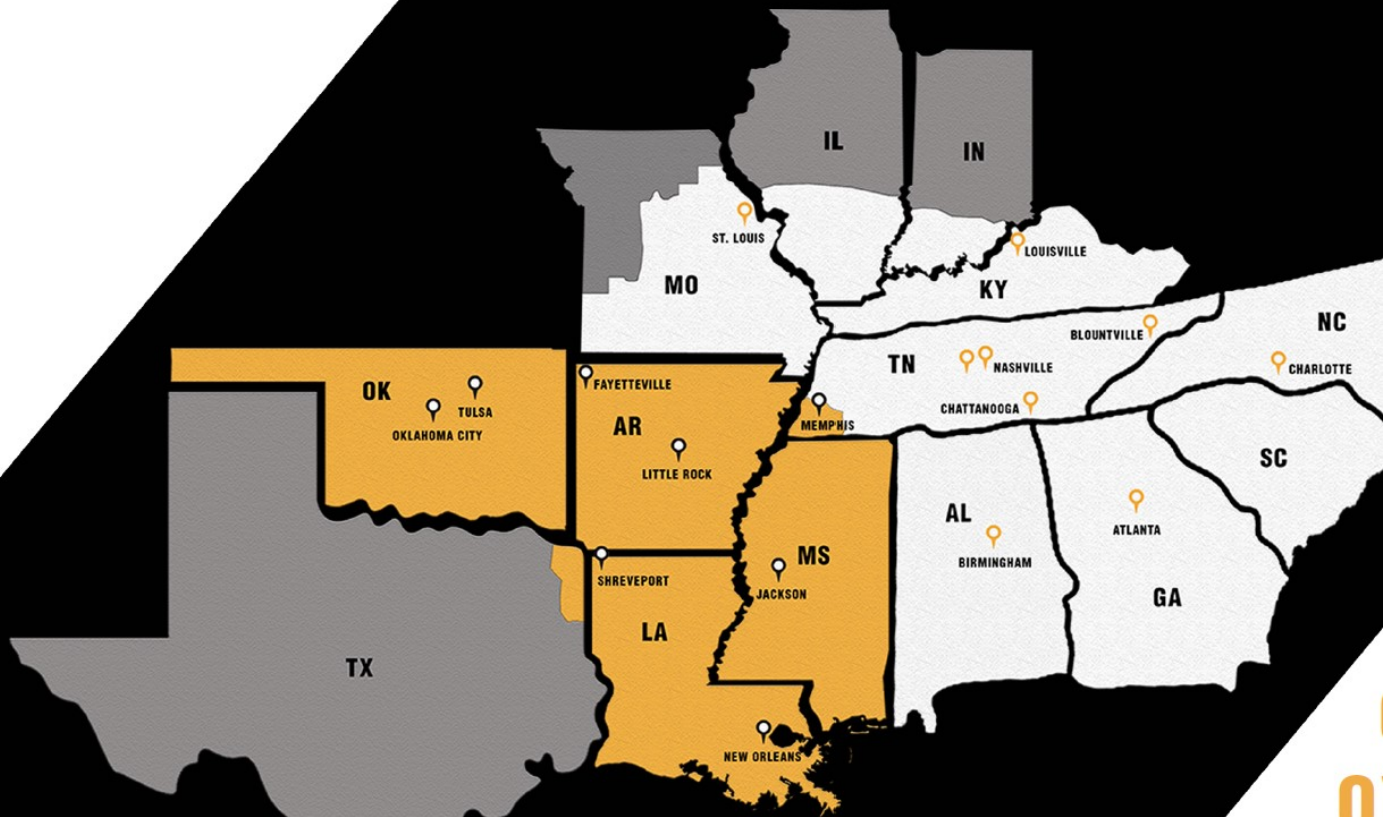 IL
IN
ST. LOUIS
LOUISVILLE
MO
KY
BLOUNTVILLE
NC
TN
NASHVILLE
CHARLOTTE
OK
FAYETTEVILLE
TULSA
CHATTANOOGA
AR
MEMPHIS
OKLAHOMA CITY
SC
LITTLE ROCK
AL
ATLANTA
MS
BIRMINGHAM
SHREVEPORT
JACKSON
GA
LA
TX
NEW ORLEANS